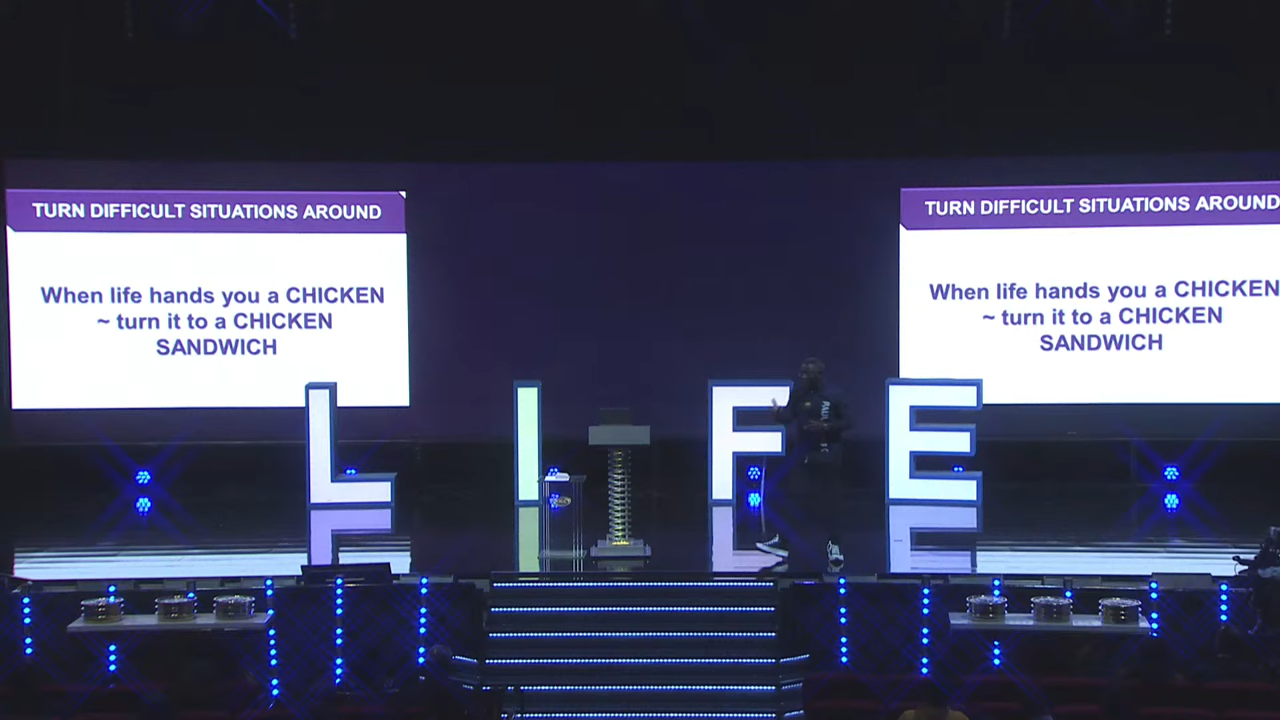 TURN DIFFICULT SITUATIONS AROUND
When life hands you a CHICKEN
~ turn it to a CHICKEN
SANDWICH
TURN DIFFICULT SITUATIONS AROUND
When life hands you a CHICKEN
~ turn it to a CHICKEN
SANDWICH
LIFE